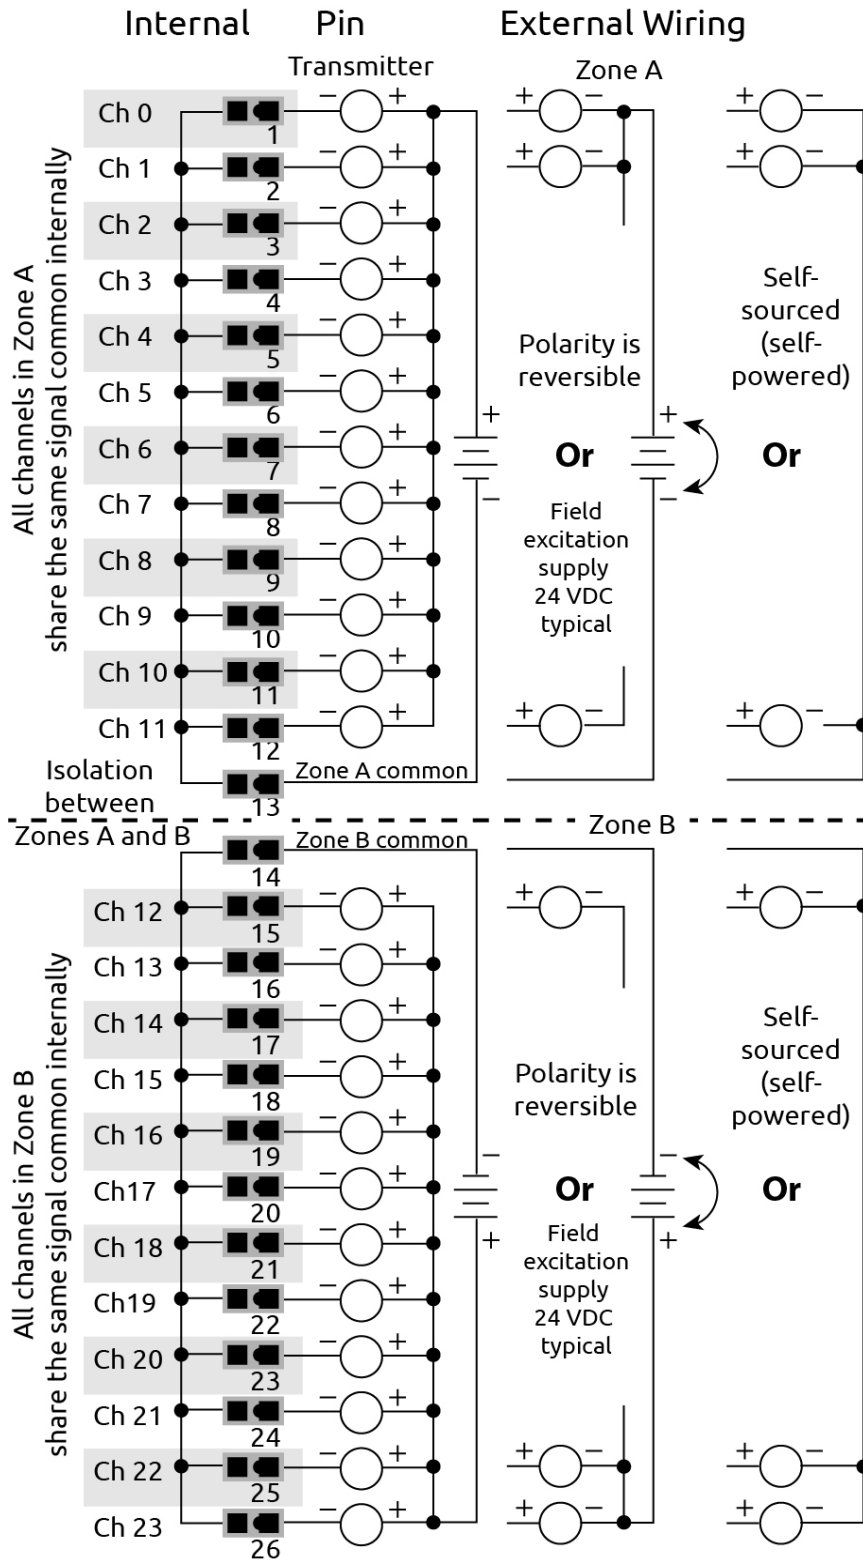 Internal Pin External Wiring
Transmitter
Zone A
All channels in Zone A
share the same signal common internally
Ch 0 1 − + + − + −
Ch 1 2 − + + − + −
Ch 2 3 − +
Ch 3 4 − +
Ch 4 5 − +
Ch 5 6 − +
Ch 6 7 − +
Ch 7 8 − +
Ch 8 9 − +
Ch 9 10 − +
Ch 10 11 − +
Ch 11 12 − + + − + −
Polarity is
reversible
+
−
Or
+
−
Or
Field
excitation
supply
24 VDC
typical
Self-
sourced
(self-
powered)
Isolation
between
13 Zone A common
Zones A and B
Zone B
14 Zone B common
All channels in Zone B
share the same signal common internally
Ch 12 15 − + + − + −
Ch 13 16 − +
Ch 14 17 − +
Ch 15 18 − +
Ch 16 19 − +
Ch17 20 − +
Ch 18 21 − +
Ch19 22 − +
Ch 20 23 − +
Ch 21 24 − +
Ch 22 25 − + + − + −
Ch 23 26 − + + − + −
Polarity is
reversible
−
+
Or
−
+
Or
Field
excitation
supply
24 VDC
typical
Self-
sourced
(self-
powered)